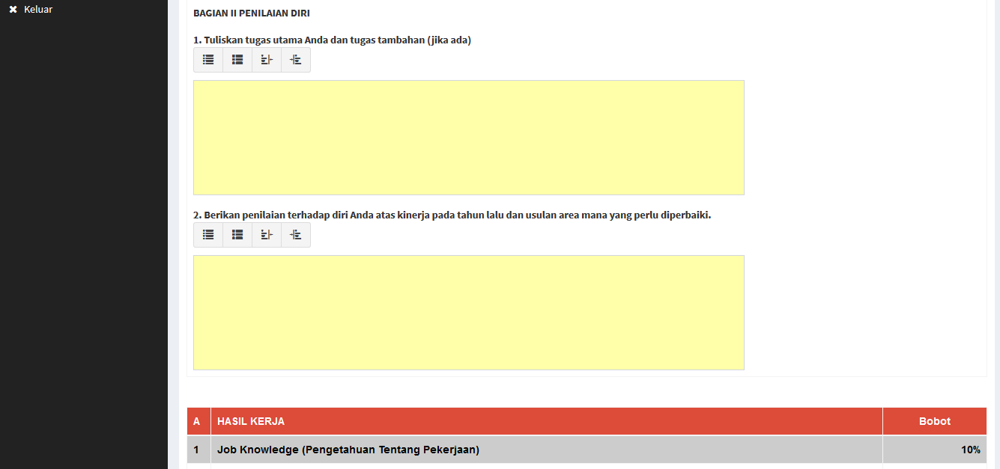 Keluar
BAGIAN II PENILAIAN DIRI
1. Tuliskan tugas utama Anda dan tugas tambahan (jika ada)
2. Berikan penilaian terhadap diri Anda atas kinerja pada tahun lalu dan usulan area mana yang perlu diperbaiki.
A HASIL KERJA Bobot
1 Job Knowledge (Pengetahuan Tentang Pekerjaan) 10%